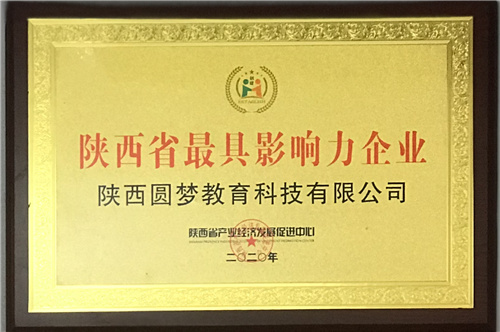 陕西省最具影响力企业
陕西圆梦教育科技有限公司
陕西省产业经济发展促进中心
二〇二〇年